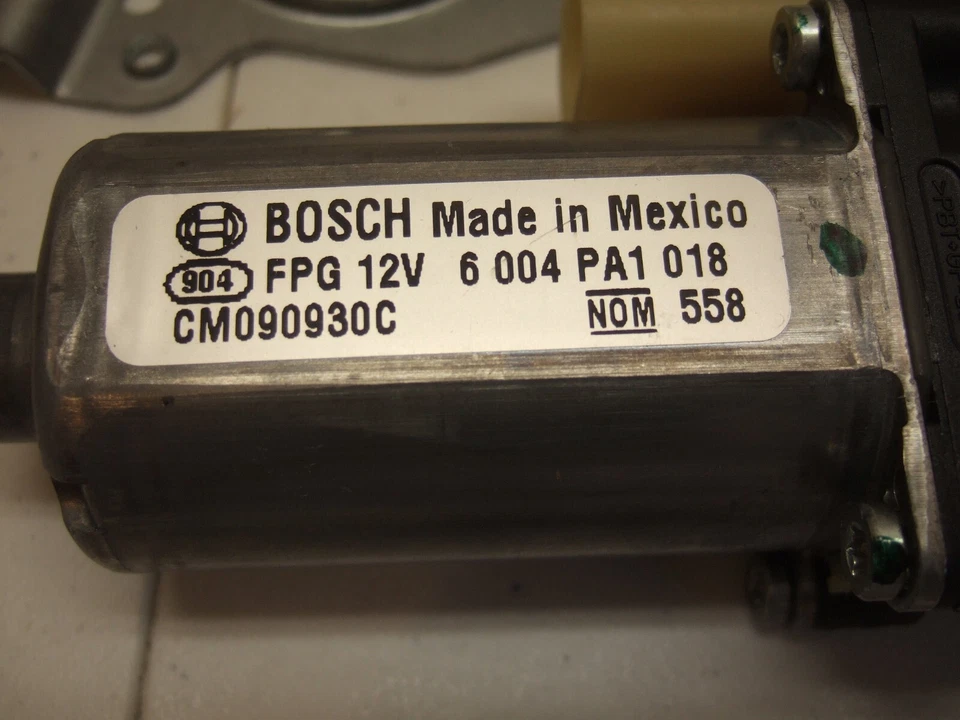 BOSCH Made in Mexico
904 FPG 12V 6 004 PA1 018
CM090930C NOM 558